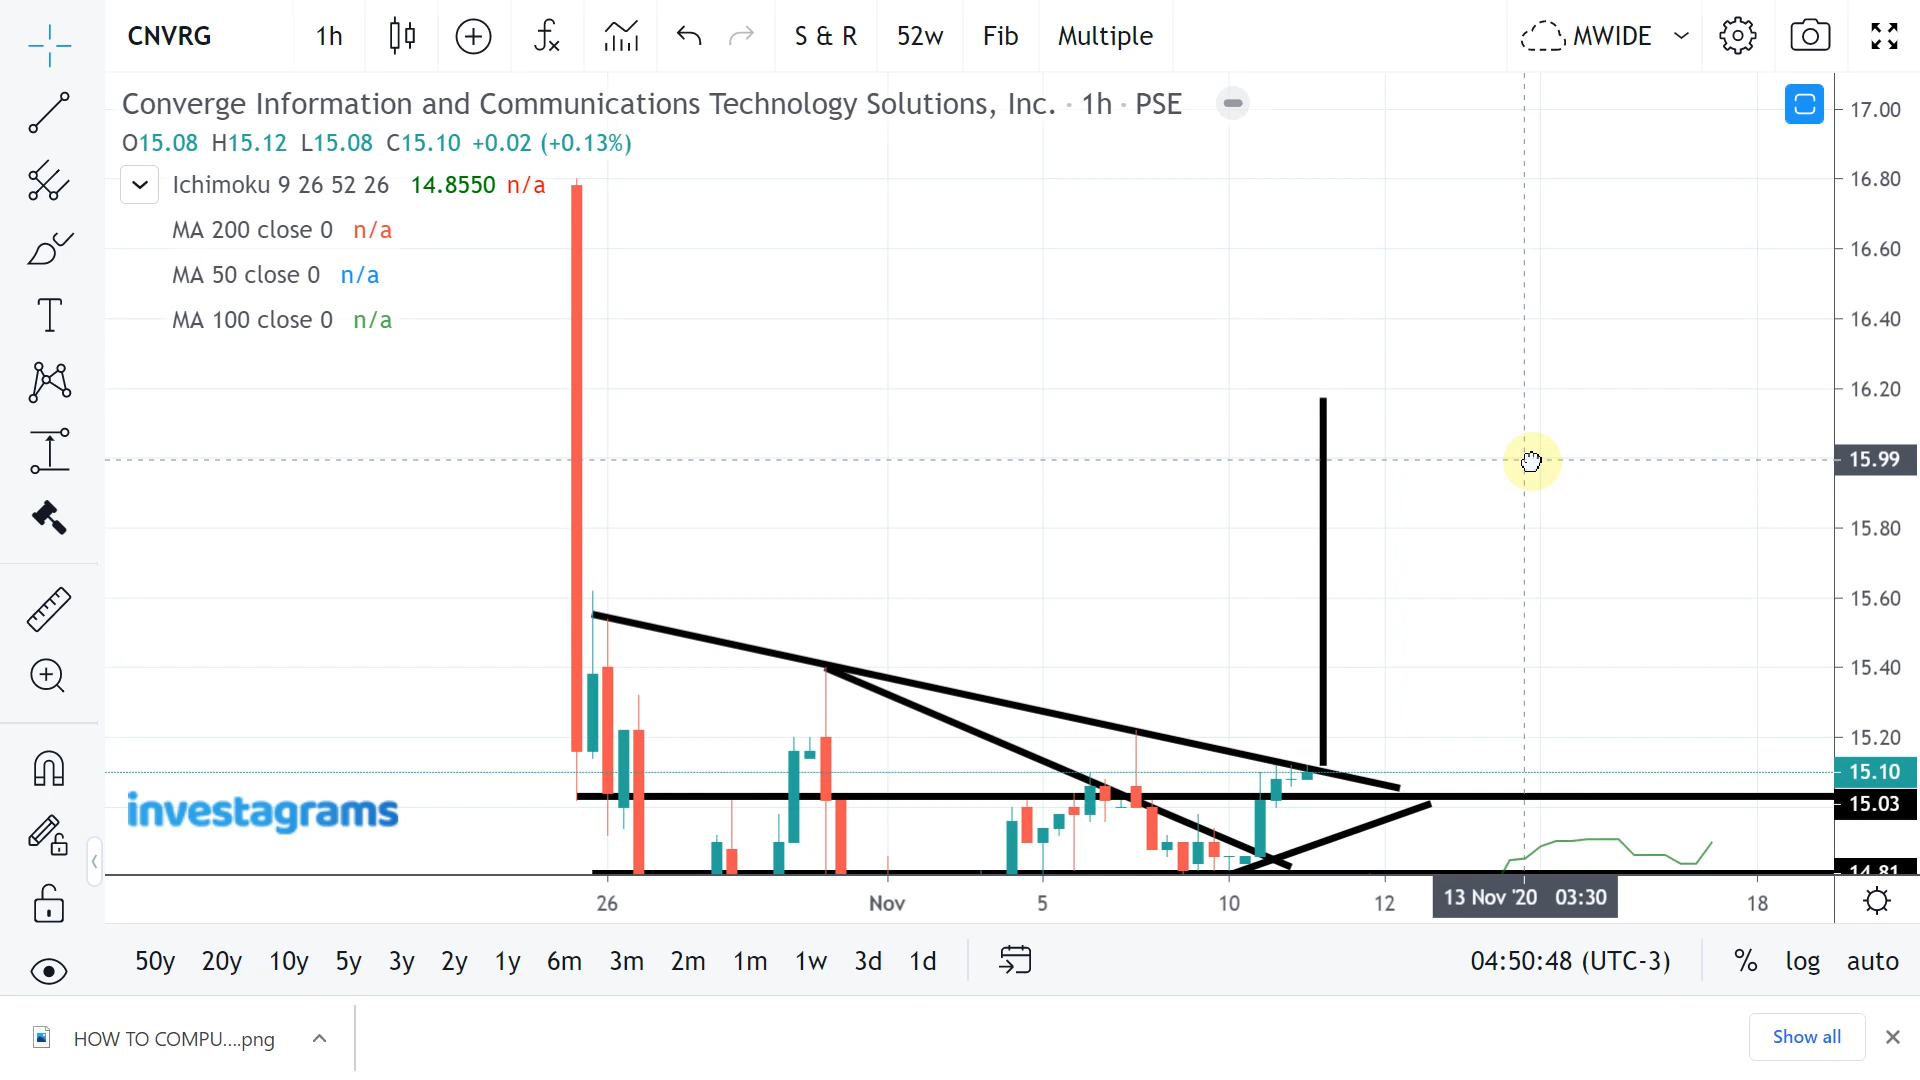 CNVRG 1h S & R 52w Fib Multiple MWIDE
Converge Information and Communications Technology Solutions, Inc. · 1h · PSE
O15.08 H15.12 L15.08 C15.10 +0.02 (+0.13%)
Ichimoku 9 26 52 26 14.8550 n/a
MA 200 close 0 n/a
MA 50 close 0 n/a
MA 100 close 0 n/a
17.00
16.80
16.60
16.40
16.20
15.99
15.80
15.60
15.40
15.20
15.10
15.03
14.81
investagrams
26 Nov 5 10 12 13 Nov '20 03:30 18
50y 20y 10y 5y 3y 2y 1y 6m 3m 2m 1m 1w 3d 1d 04:50:48 (UTC-3) % log auto
HOW TO COMPU....png Show all